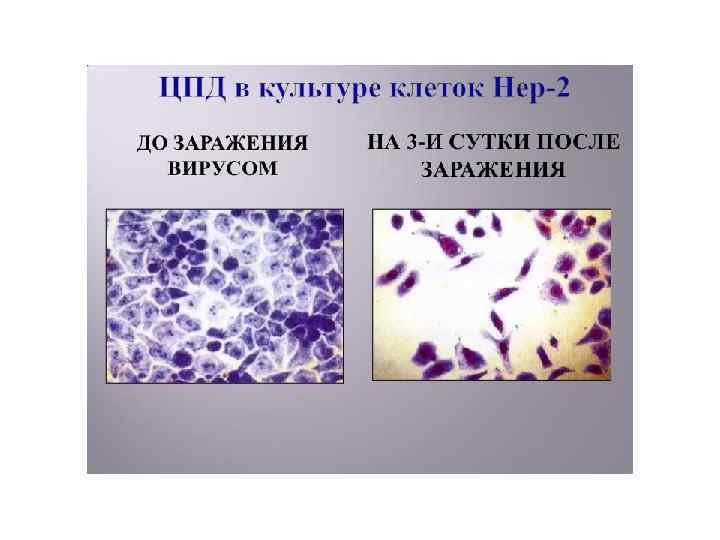 ЦПД в культуре клеток Нер-2
ДО ЗАРАЖЕНИЯ
ВИРУСОМ
НА 3-И СУТКИ ПОСЛЕ
ЗАРАЖЕНИЯ